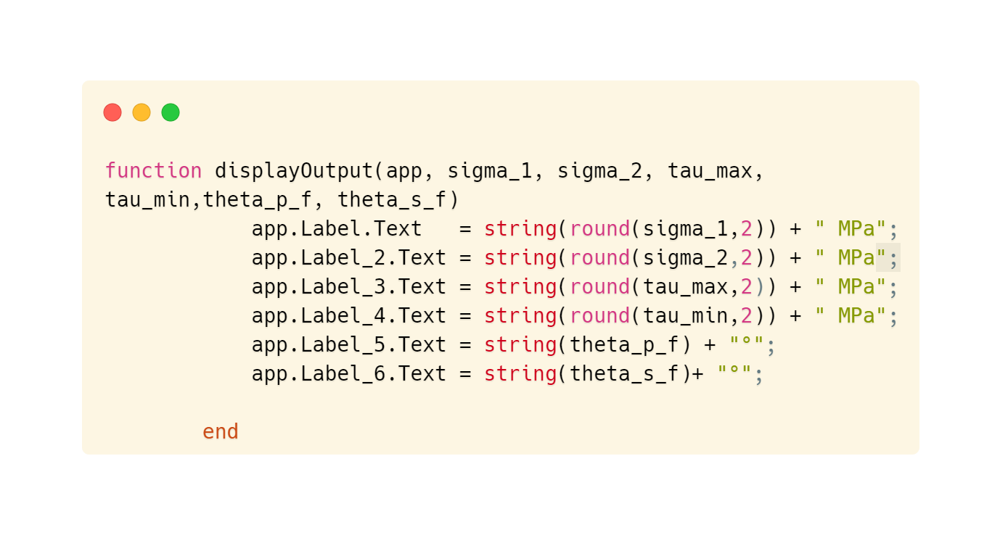 function displayOutput(app, sigma_1, sigma_2, tau_max,
tau_min,theta_p_f, theta_s_f)
            app.Label.Text   = string(round(sigma_1,2)) + " MPa";
            app.Label_2.Text = string(round(sigma_2,2)) + " MPa";
            app.Label_3.Text = string(round(tau_max,2)) + " MPa";
            app.Label_4.Text = string(round(tau_min,2)) + " MPa";
            app.Label_5.Text = string(theta_p_f) + "°";
            app.Label_6.Text = string(theta_s_f)+ "°";
        end